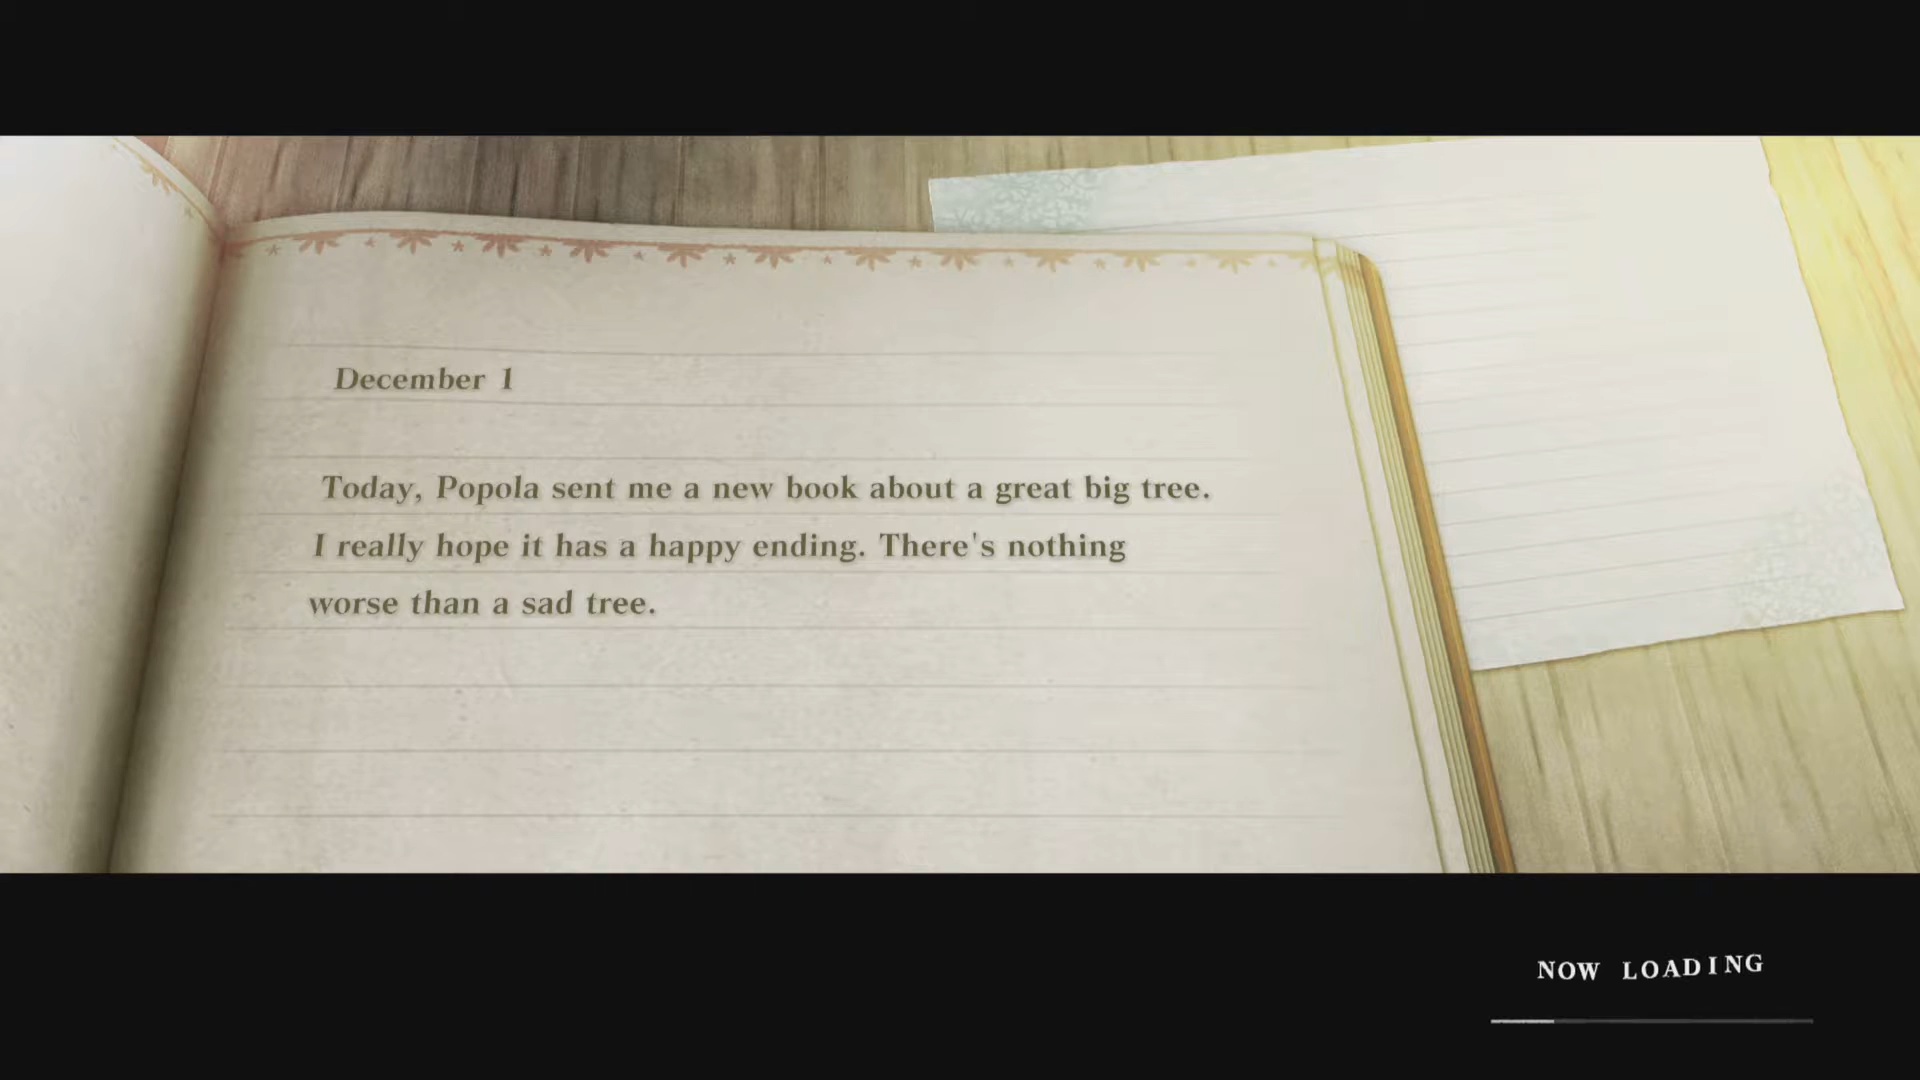 December 1
Today, Popola sent me a new book about a great big tree.
I really hope it has a happy ending. There's nothing
worse than a sad tree.
NOW LOADING